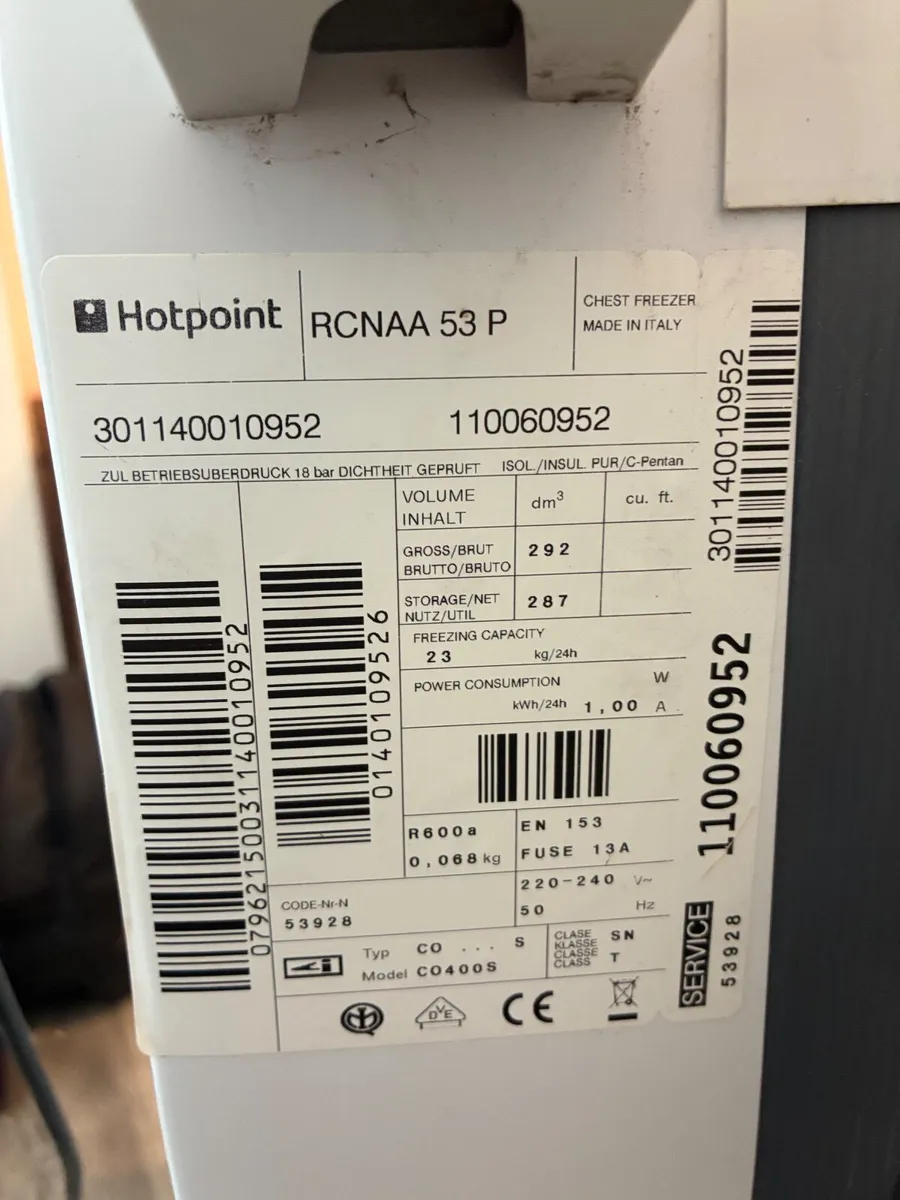 Hotpoint
RCNAA 53 P
CHEST FREEZER
MADE IN ITALY
301140010952
110060952
ZUL BETRIEBSUBERDRUCK 18 bar DICHTHEIT GEPRUFT
ISOL./INSUL. PUR/C-Pentan
VOLUME
INHALT
dm³
cu. ft.
GROSS/BRUT
BRUTTO/BRUTO
292
STORAGE/NET
NUTZ/UTIL
287
FREEZING CAPACITY
23 kg/24h
POWER CONSUMPTION W
kWh/24h 1,00 A
R600a
0,068 kg
EN 153
FUSE 13A
220-240 V~
50 Hz
CODE-Nr-N
53928
Typ CO ... S
Model CO400S
CLASE
KLASSE
CLASSE
CLASS
SN
T
DVE
CE
07962150031140010952
0140109526
301140010952
110060952
SERVICE
53928